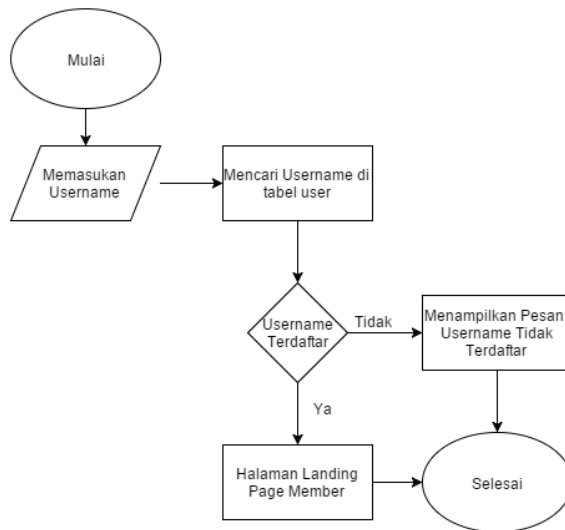 Mulai
Memasukan
Username
Mencari Username di
tabel user
Username
Terdaftar
Tidak
Menampilkan Pesan
Username Tidak
Terdaftar
Ya
Halaman Landing
Page Member
Selesai